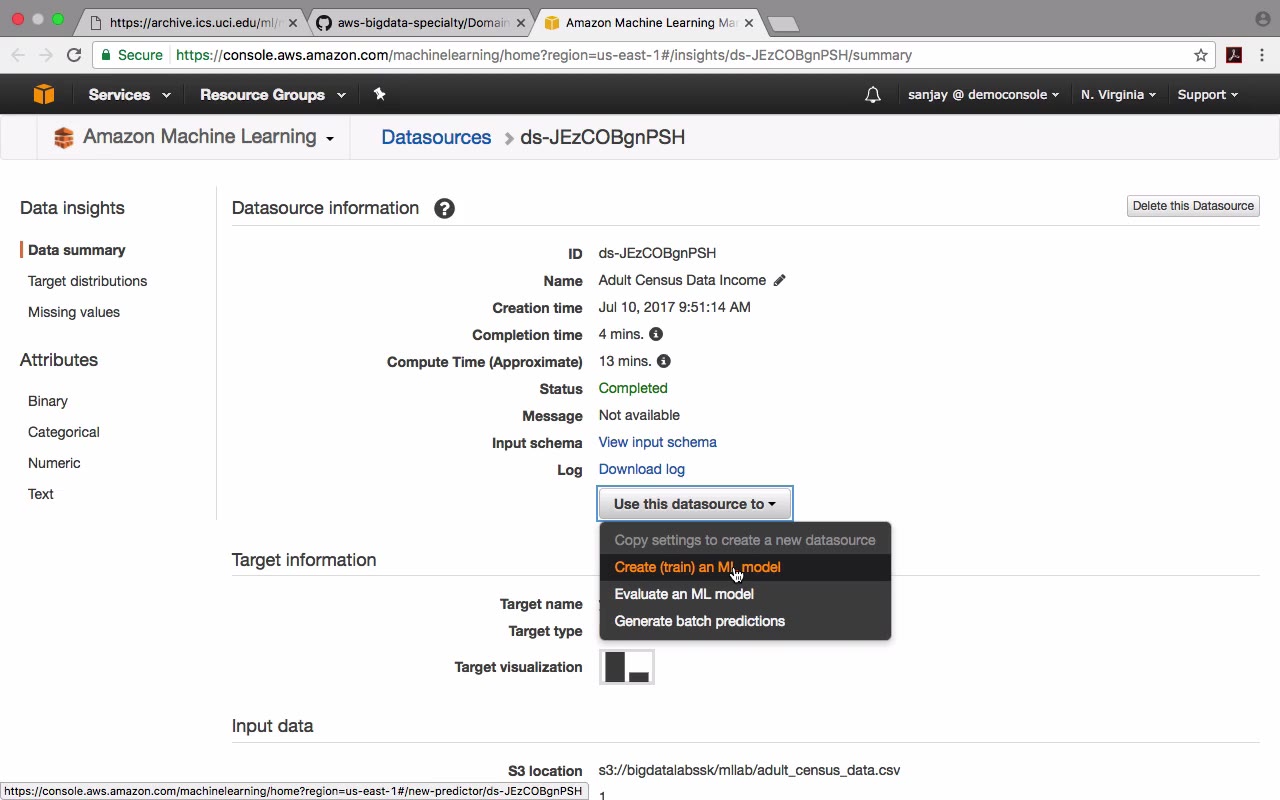 https://archive.ics.uci.edu/ml/
aws-bigdata-specialty/Domain
Amazon Machine Learning Ma
Secure
https://console.aws.amazon.com/machinelearning/home?region=us-east-1#/insights/ds-JEzCOBgnPSH/summary
Services
Resource Groups
sanjay @ democonsole
N. Virginia
Support
Amazon Machine Learning
Datasources
ds-JEzCOBgnPSH
Data insights
Data summary
Target distributions
Missing values
Attributes
Binary
Categorical
Numeric
Text
Datasource information ?
Delete this Datasource
ID ds-JEzCOBgnPSH
Name Adult Census Data Income
Creation time Jul 10, 2017 9:51:14 AM
Completion time 4 mins.
Compute Time (Approximate) 13 mins.
Status Completed
Message Not available
Input schema View input schema
Log Download log
Use this datasource to
Copy settings to create a new datasource
Create (train) an ML model
Evaluate an ML model
Generate batch predictions
Target information
Target name
Target type
Target visualization
Input data
S3 location s3://bigdatalabssk/mllab/adult_census_data.csv
1
https://console.aws.amazon.com/machinelearning/home?region=us-east-1#/new-predictor/ds-JEzCOBgnPSH